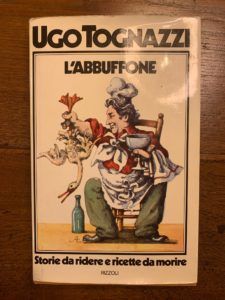 UGO TOGNAZZI
L'ABBUFFONE
Storie da ridere e ricette da morire
RIZZOLI